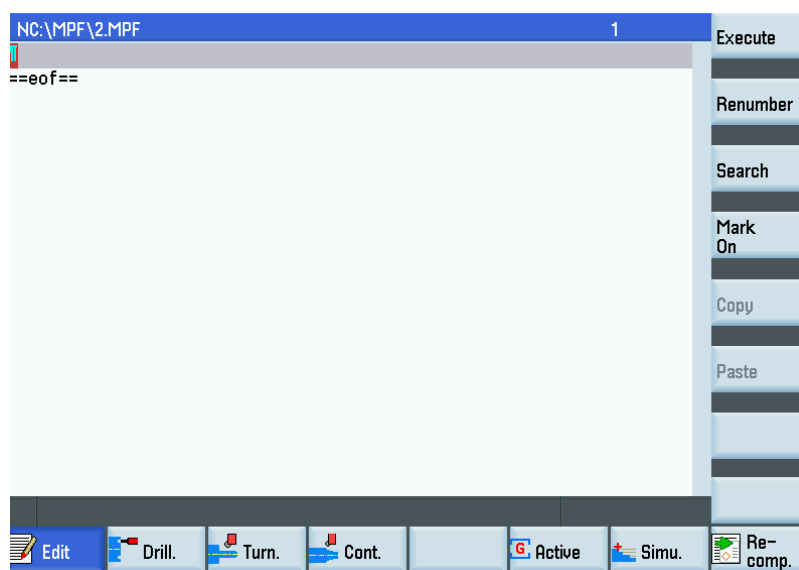 NC:\MPF\2.MPF 1
==eof==
Execute
Renumber
Search
Mark
On
Copy
Paste
Edit
Drill.
Turn.
Cont.
G Active
Simu.
Re-
comp.